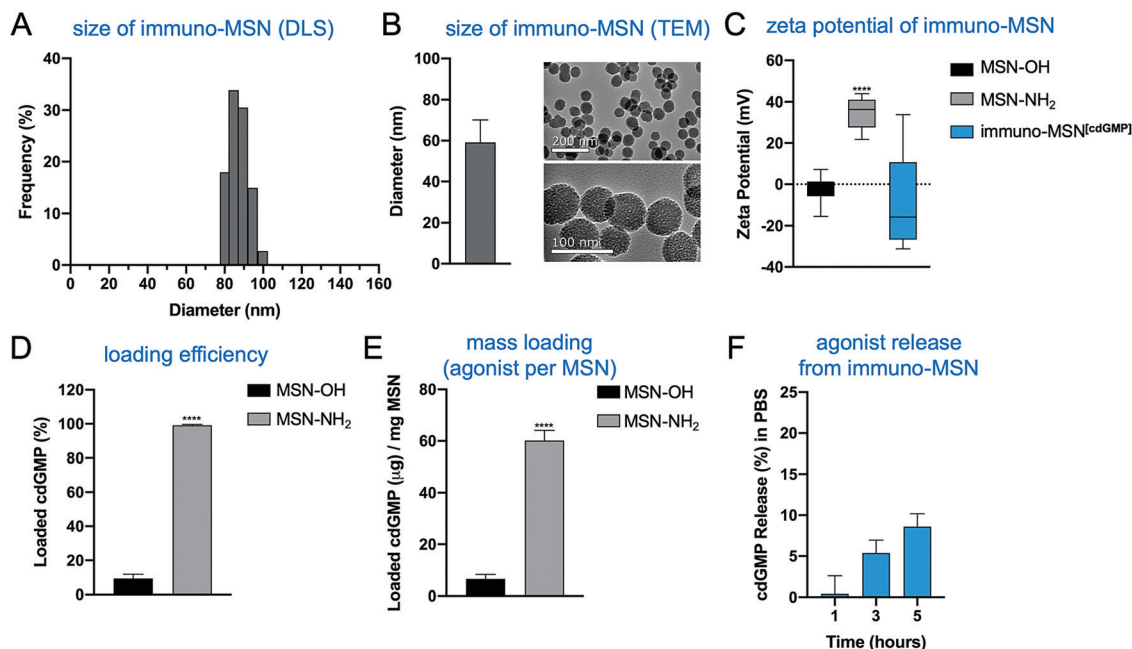 A
size of immuno-MSN (DLS)
Frequency (%)
40
30
20
10
0
0
20
40
60
80
100
120
140
160
Diameter (nm)
B
size of immuno-MSN (TEM)
Diameter (nm)
100
80
60
40
20
0
200 nm
100 nm
C
zeta potential of immuno-MSN
Zeta Potential (mV)
60
40
20
0
-20
-40
****
MSN-OH
MSN-NH₂
immuno-MSN[cdGMP]
D
loading efficiency
Loaded cdGMP (%)
120
100
80
60
40
20
0
****
MSN-OH
MSN-NH₂
E
mass loading
(agonist per MSN)
Loaded cdGMP (µg) / mg MSN
80
60
40
20
0
****
MSN-OH
MSN-NH₂
F
agonist release
from immuno-MSN
cdGMP Release (%) in PBS
25
20
15
10
5
0
1
3
5
Time (hours)